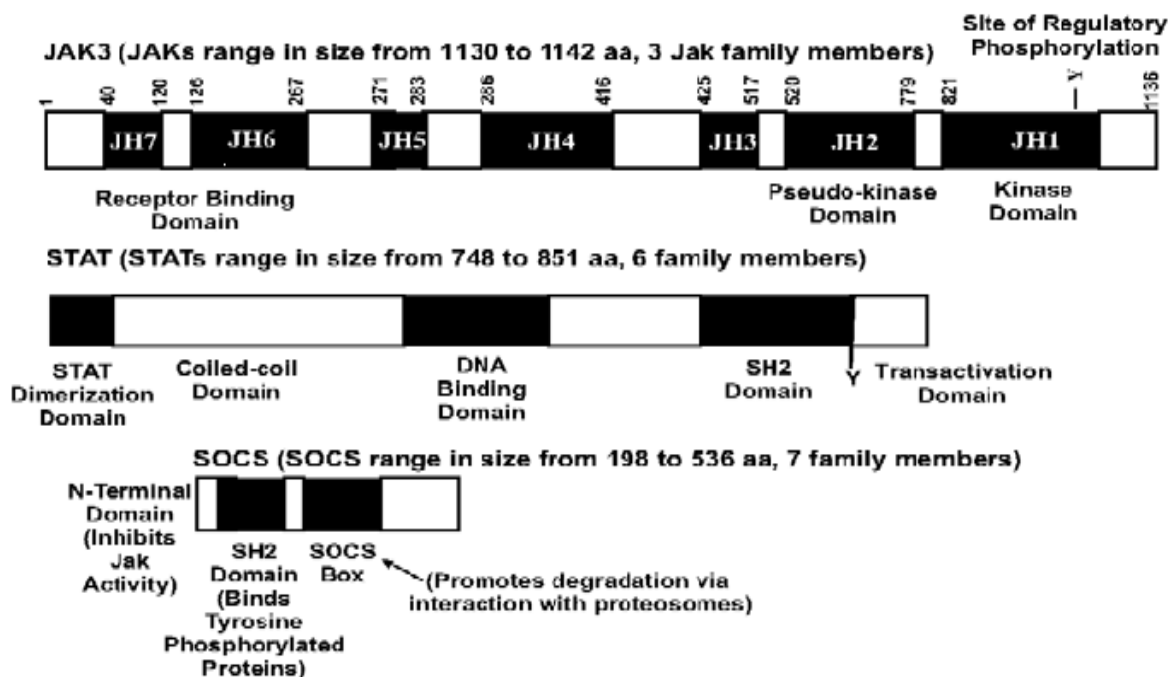 Site of Regulatory
Phosphorylation
JAK3 (JAKs range in size from 1130 to 1142 aa, 3 Jak family members)
1 40 120 126 267 271 283 286 416 425 517 520 779 821 Y 1136
JH7 JH6 JH5 JH4 JH3 JH2 JH1
Receptor Binding
Domain
Pseudo-kinase
Domain
Kinase
Domain
STAT (STATs range in size from 748 to 851 aa, 6 family members)
STAT
Dimerization
Domain
Coiled-coil
Domain
DNA
Binding
Domain
SH2
Domain
Y
Transactivation
Domain
SOCS (SOCS range in size from 198 to 536 aa, 7 family members)
N-Terminal
Domain
(Inhibits
Jak
Activity)
SH2
Domain
(Binds
Tyrosine
Phosphorylated
Proteins)
SOCS
Box
(Promotes degradation via
interaction with proteosomes)